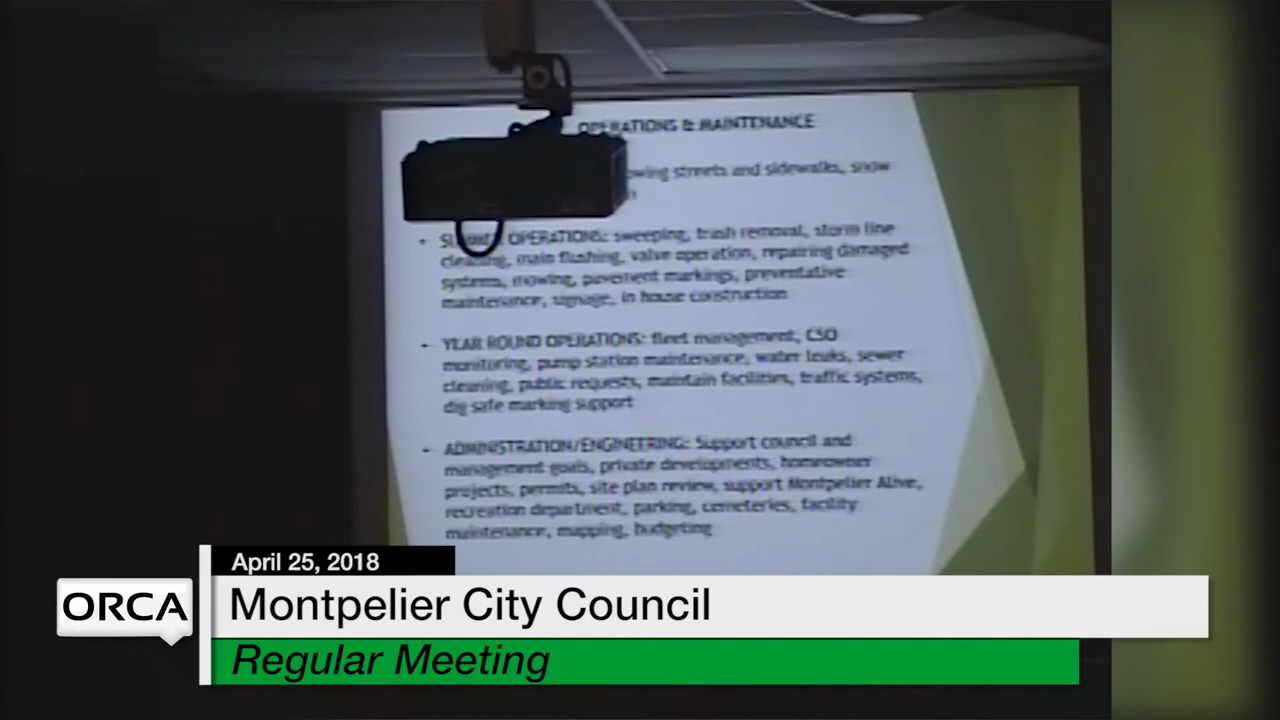 OPERATIONS & MAINTENANCE
streets and sidewalks, snow
OPERATIONS: sweeping, trash removal, storm line
cleaning, main flushing, valve operation, repairing damaged
systems, mowing, pavement markings, preventative
maintenance, signage, in house construction
• YEAR ROUND OPERATIONS: fleet management, CSO
monitoring, pump station maintenance, water leaks, sewer
cleaning, public requests, maintain facilities, traffic systems,
dig safe marking support
• ADMINISTRATION/ENGINEERING: Support council and
management goals, private developments, homeowner
projects, permits, site plan review, support Montpelier Alive,
recreation department, parking, cemeteries, facility
maintenance, mapping, budgeting
April 25, 2018
ORCA
Montpelier City Council
Regular Meeting